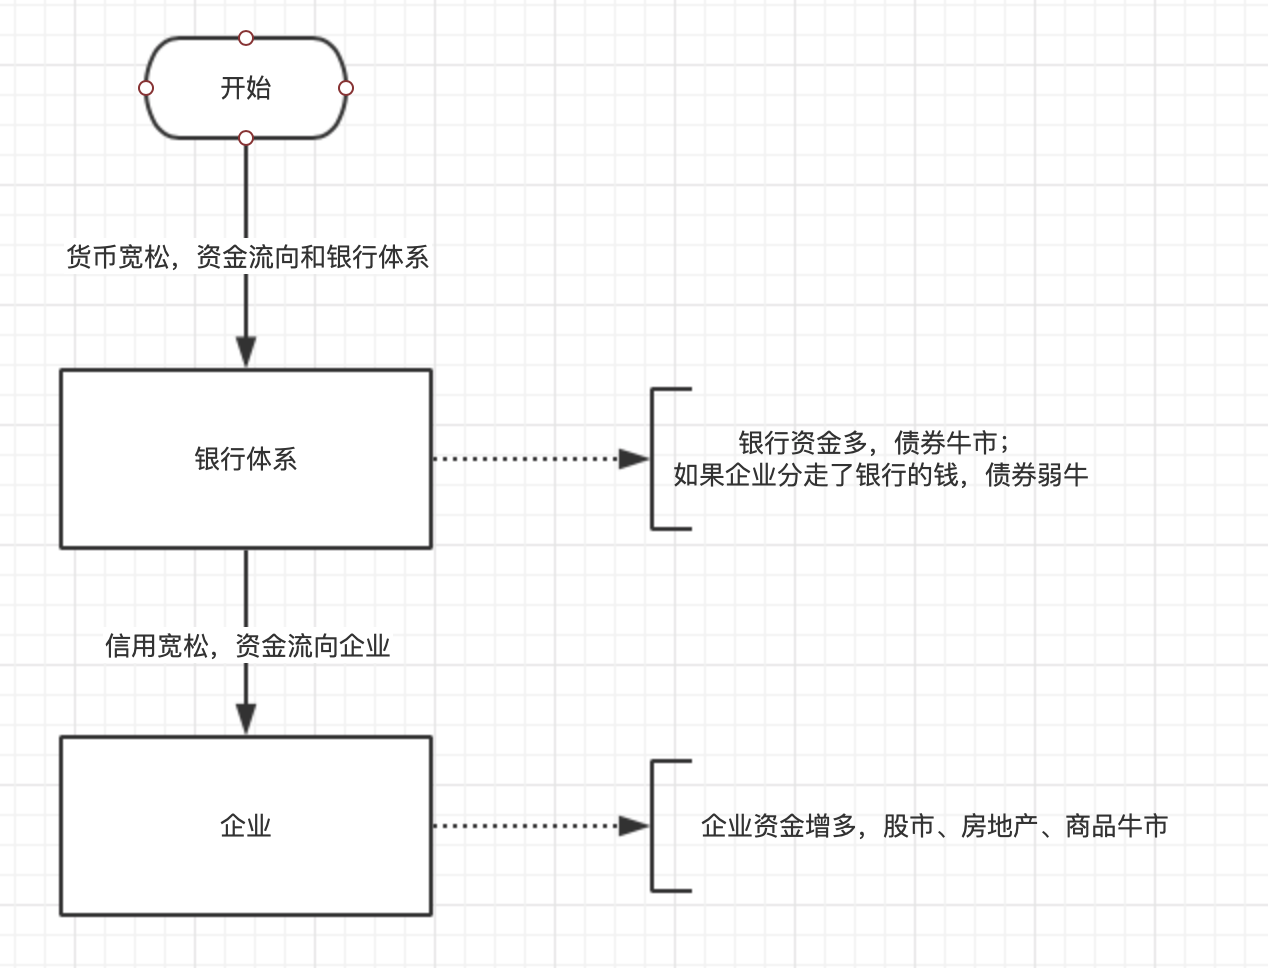 开始
货币宽松，资金流向和银行体系
银行体系
银行资金多，债券牛市；
如果企业分走了银行的钱，债券弱牛
信用宽松，资金流向企业
企业
企业资金增多，股市、房地产、商品牛市